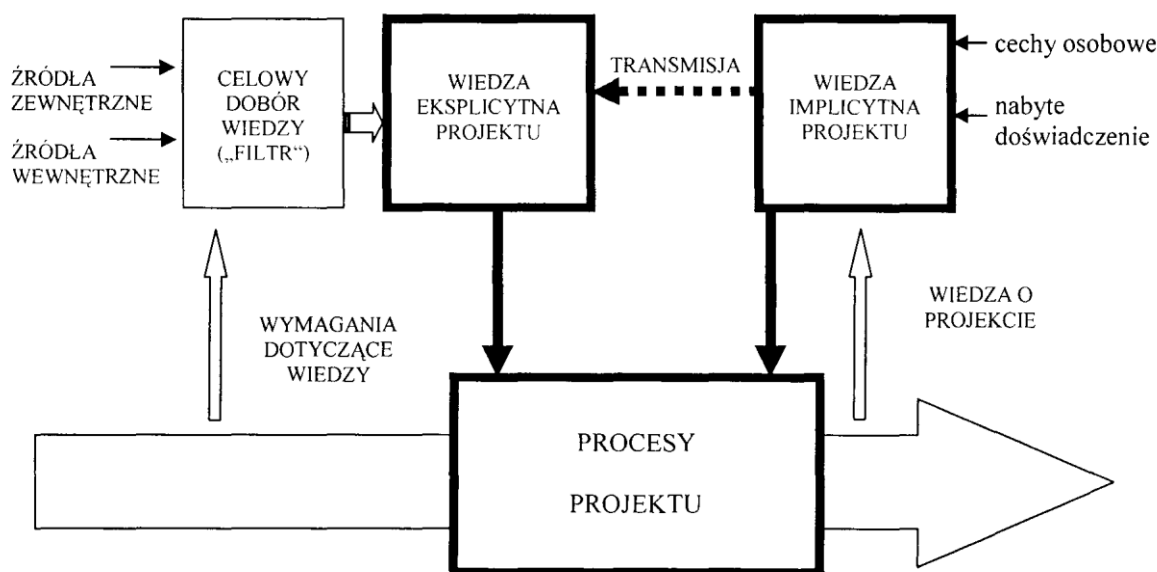 ŹRÓDŁA
ZEWNĘTRZNE
ŹRÓDŁA
WEWNĘTRZNE
CELOWY
DOBÓR
WIEDZY
(„FILTR“)
WIEDZA
EKSPLICYTNA
PROJEKTU
TRANSMISJA
WIEDZA
IMPLICYTNA
PROJEKTU
cechy osobowe
nabyte
doświadczenie
WYMAGANIA
DOTYCZĄCE
WIEDZY
WIEDZA O
PROJEKCIE
PROCESY
PROJEKTU